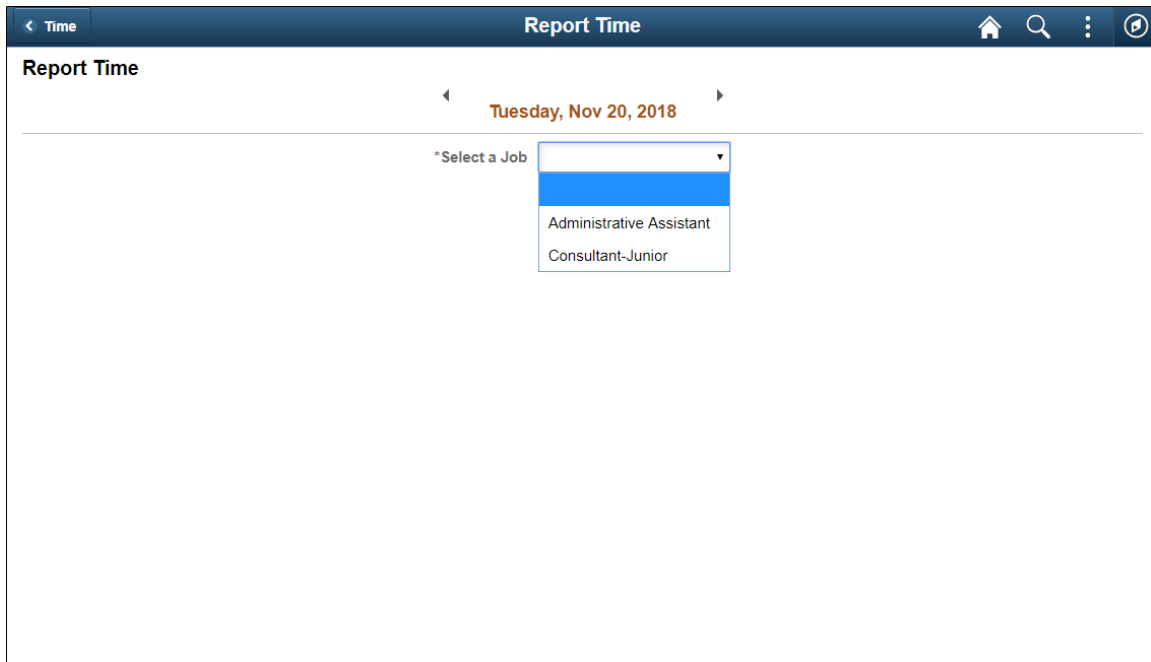 Time
Report Time
Report Time
Tuesday, Nov 20, 2018
*Select a Job
Administrative Assistant
Consultant-Junior